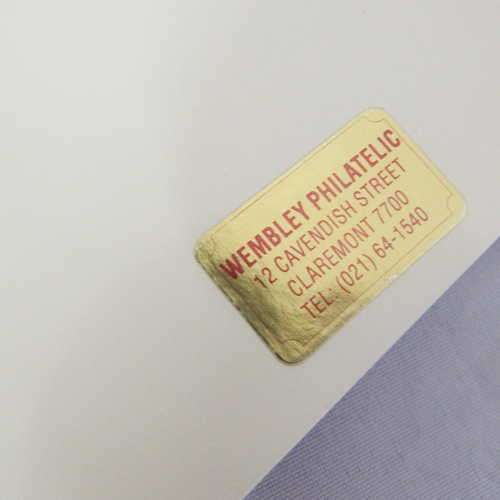 WEMBLEY PHILATELIC
12 CAVENDISH STREET
CLAREMONT 7700
TEL: (021) 64-1540